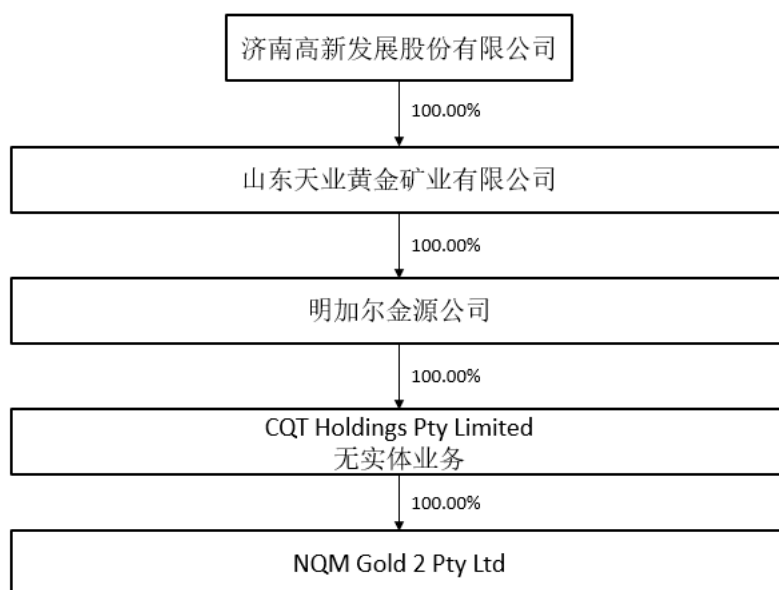 济南高新发展股份有限公司
100.00%
山东天业黄金矿业有限公司
100.00%
明加尔金源公司
100.00%
CQT Holdings Pty Limited
无实体业务
100.00%
NQM Gold 2 Pty Ltd